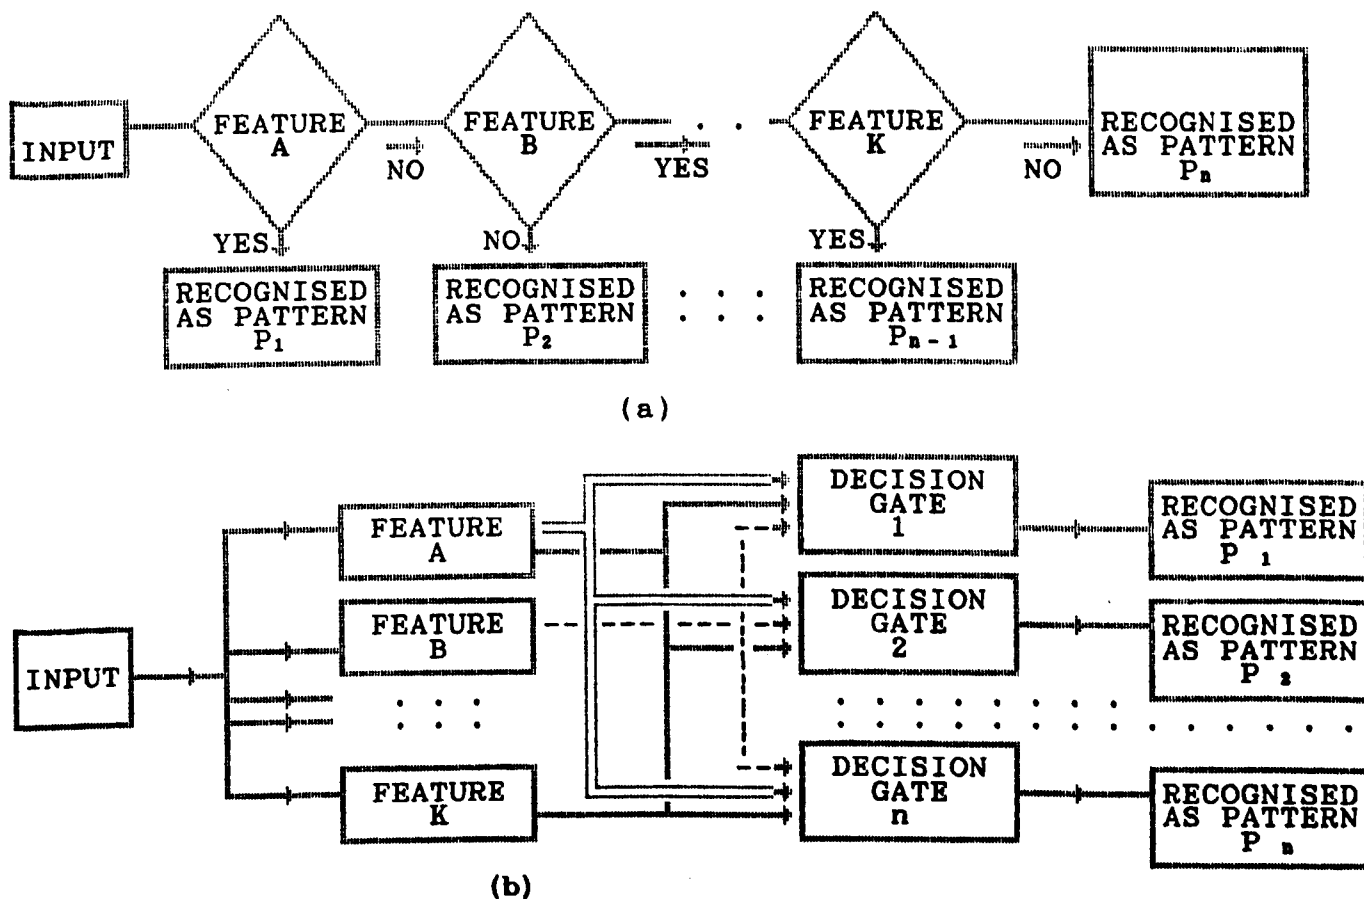 INPUT
FEATURE
A
NO
FEATURE
B
YES
. .
FEATURE
K
NO
RECOGNISED
AS PATTERN
Pn
YES
NO
YES
RECOGNISED
AS PATTERN
P1
RECOGNISED
AS PATTERN
P2
RECOGNISED
AS PATTERN
Pn-1
(a)
INPUT
FEATURE
A
FEATURE
B
FEATURE
K
DECISION
GATE
1
DECISION
GATE
2
DECISION
GATE
n
RECOGNISED
AS PATTERN
P 1
RECOGNISED
AS PATTERN
P 2
RECOGNISED
AS PATTERN
P n
(b)